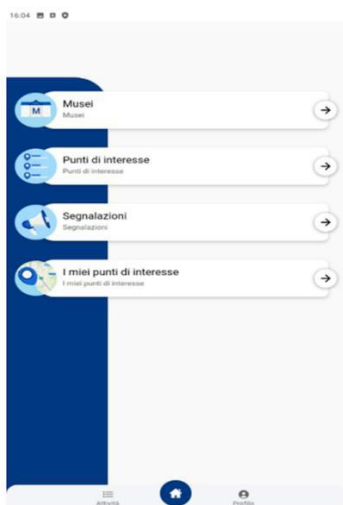 16:04
M
Musei
Musei
Punti di interesse
Punti di interesse
Segnalazioni
Segnalazioni
I miei punti di interesse
I miei punti di interesse
Attività
Profilo